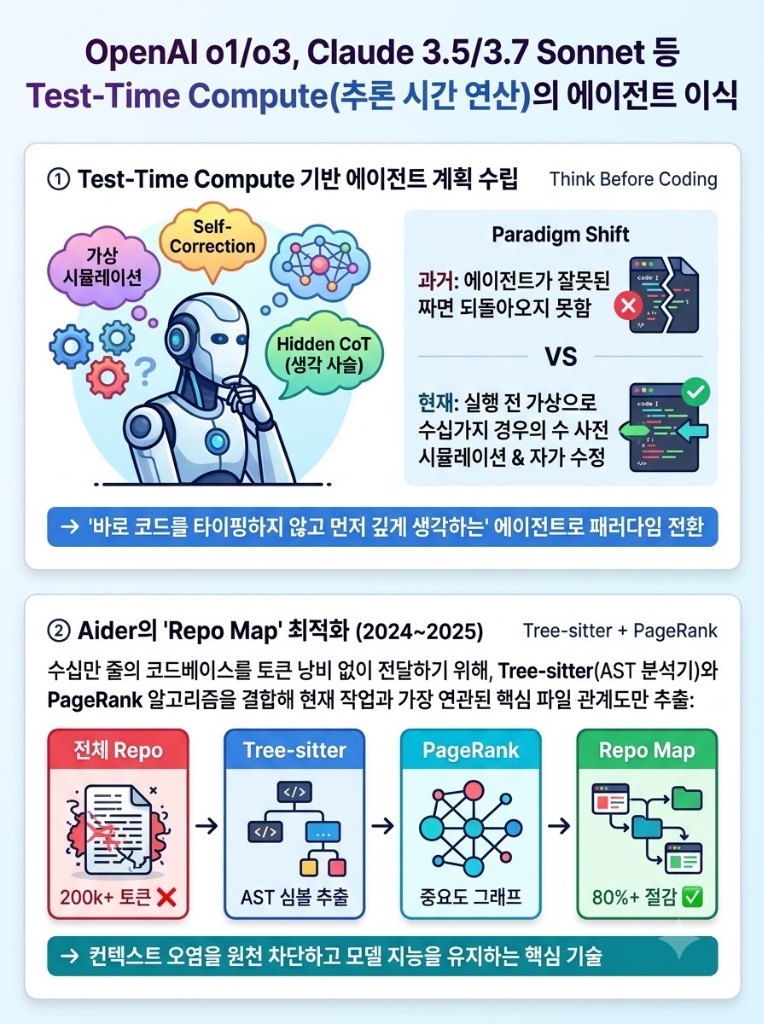 OpenAI o1/o3, Claude 3.5/3.7 Sonnet 등
Test-Time Compute(추론 시간 연산)의 에이전트 이식
① Test-Time Compute 기반 에이전트 계획 수립
Think Before Coding
가상
시뮬레이션
Self-
Correction
Hidden CoT
(생각 사슬)
?
Paradigm Shift
과거: 에이전트가 잘못된
짜면 되돌아오지 못함
code 1
VS
현재: 실행 전 가상으로
수십가지 경우의 수 사전
시뮬레이션 & 자가 수정
code 1
→ '바로 코드를 타이핑하지 않고 먼저 깊게 생각하는' 에이전트로 패러다임 전환
② Aider의 'Repo Map' 최적화 (2024~2025)
Tree-sitter + PageRank
수십만 줄의 코드베이스를 토큰 낭비 없이 전달하기 위해, Tree-sitter(AST 분석기)와
PageRank 알고리즘을 결합해 현재 작업과 가장 연관된 핵심 파일 관계도만 추출:
전체 Repo
200k+ 토큰 ❌
Tree-sitter
</>
</>
...
AST 심볼 추출
PageRank
중요도 그래프
Repo Map
80%+ 절감 ✅
→ 컨텍스트 오염을 원천 차단하고 모델 지능을 유지하는 핵심 기술